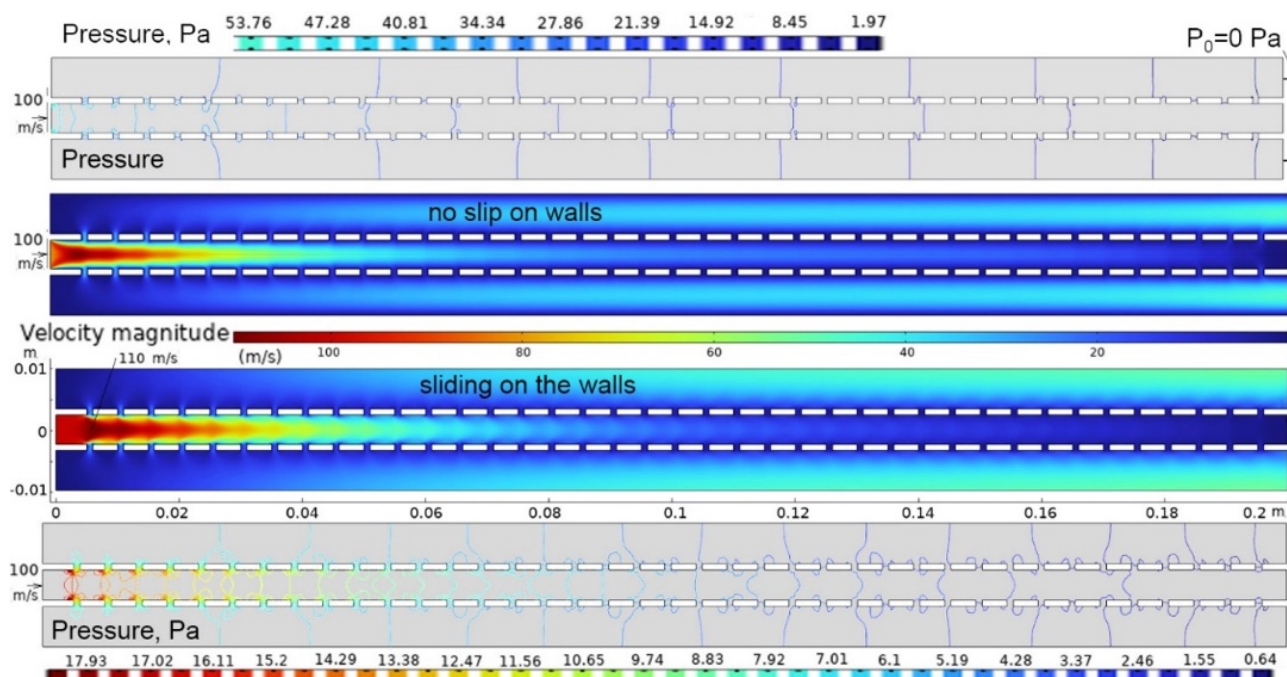 53.76 47.28 40.81 34.34 27.86 21.39 14.92 8.45 1.97
Pressure, Pa
P₀=0 Pa
100
m/s
Pressure
no slip on walls
100
m/s
Velocity magnitude
m.
110 m/s
(m/s) 100 80 60 40 20
0.01
sliding on the walls
0
-0.01
0 0.02 0.04 0.06 0.08 0.1 0.12 0.14 0.16 0.18 0.2 m.
100
m/s
Pressure, Pa
17.93 17.02 16.11 15.2 14.29 13.38 12.47 11.56 10.65 9.74 8.83 7.92 7.01 6.1 5.19 4.28 3.37 2.46 1.55 0.64